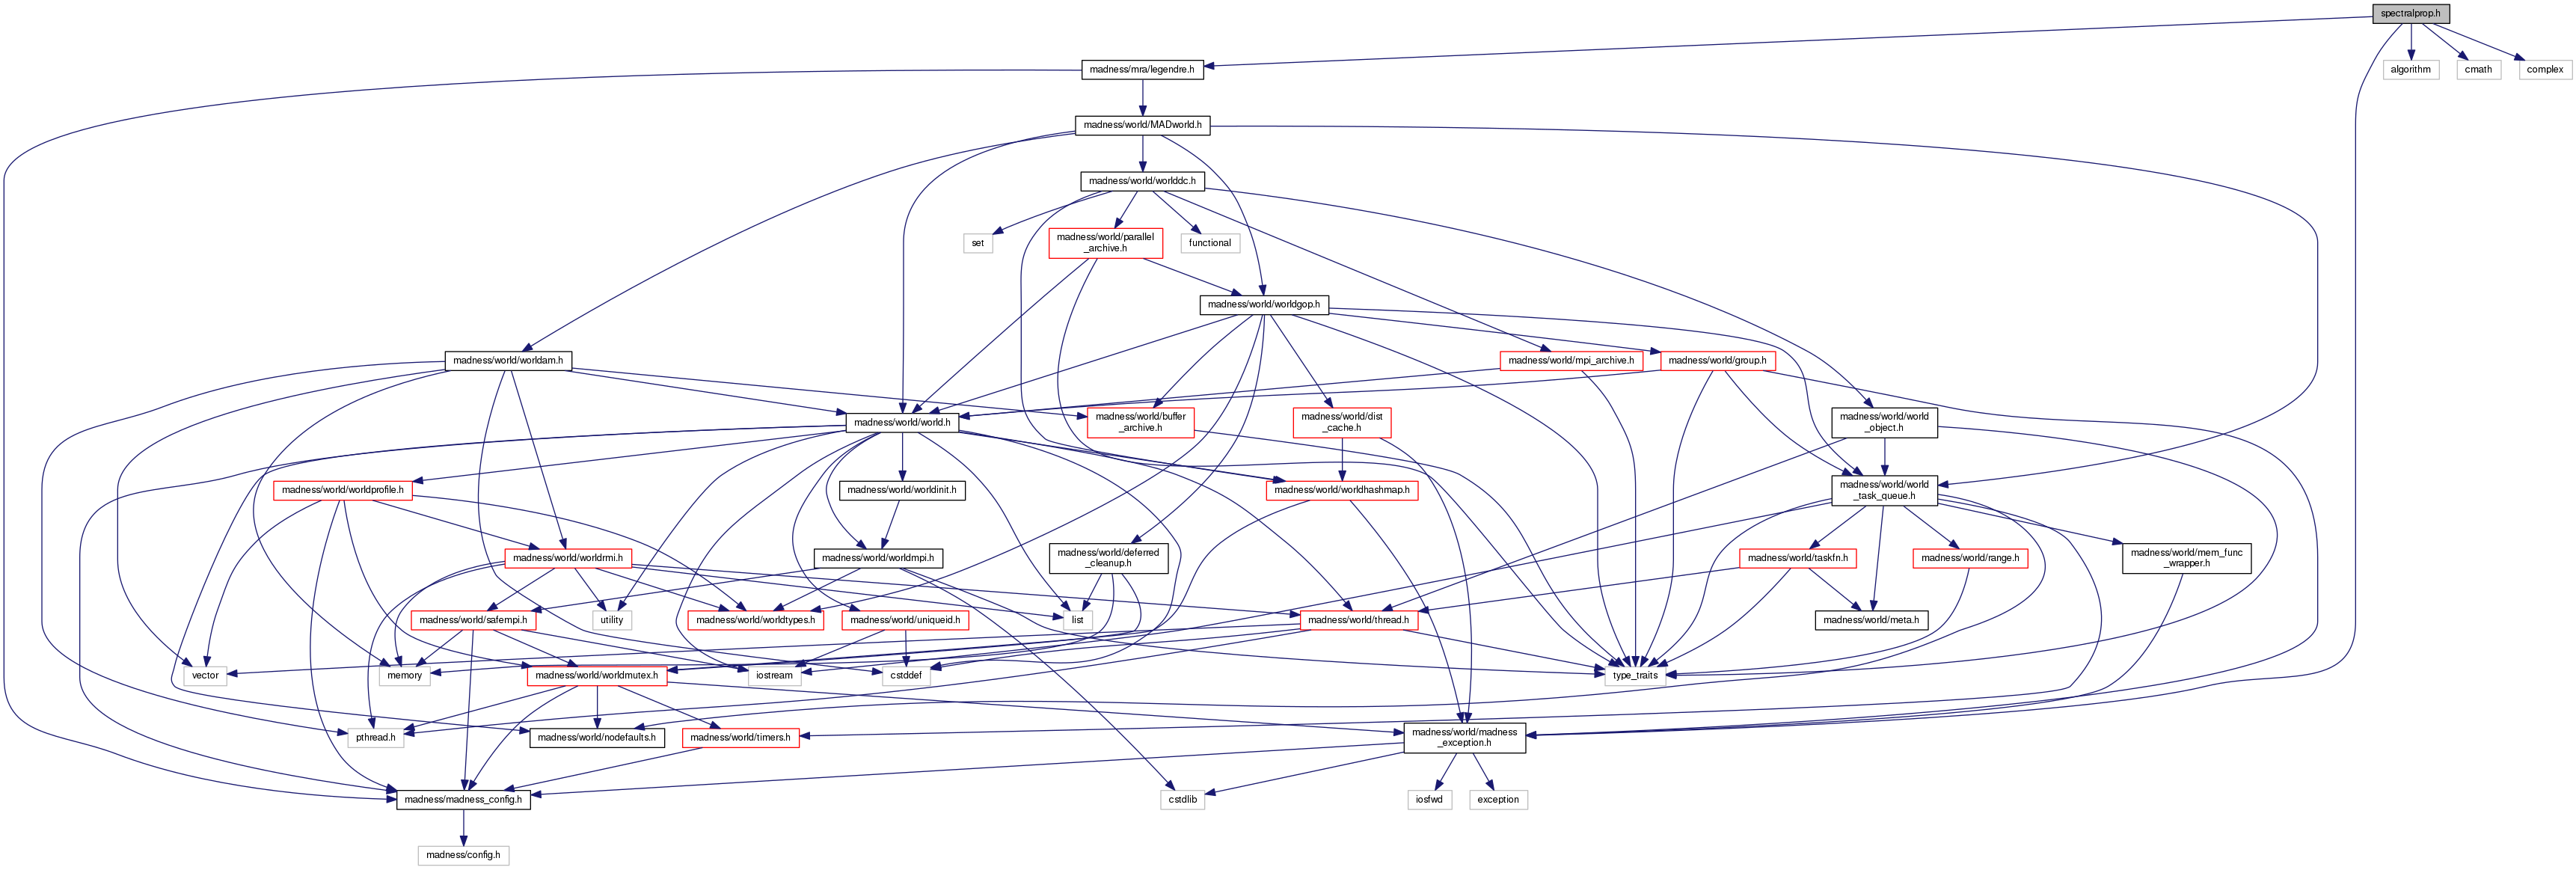 spectralprop.h
madness/mra/legendre.h
algorithm
cmath
complex
madness/world/MADworld.h
madness/world/worlddc.h
set
madness/world/parallel
_archive.h
functional
madness/world/worldgop.h
madness/world/worldam.h
madness/world/mpi_archive.h
madness/world/group.h
madness/world/world.h
madness/world/buffer
_archive.h
madness/world/dist
_cache.h
madness/world/world
_object.h
madness/world/worldprofile.h
madness/world/worldinit.h
madness/world/worldhashmap.h
madness/world/world
_task_queue.h
madness/world/worldrmi.h
madness/world/worldmpi.h
madness/world/deferred
_cleanup.h
madness/world/taskfn.h
madness/world/range.h
madness/world/mem_func
_wrapper.h
madness/world/safempi.h
utility
madness/world/worldtypes.h
madness/world/uniqueid.h
list
madness/world/thread.h
madness/world/meta.h
vector
memory
madness/world/worldmutex.h
iostream
cstddef
type_traits
pthread.h
madness/world/nodefaults.h
madness/world/timers.h
madness/world/madness
_exception.h
madness/madness_config.h
cstdlib
iosfwd
exception
madness/config.h